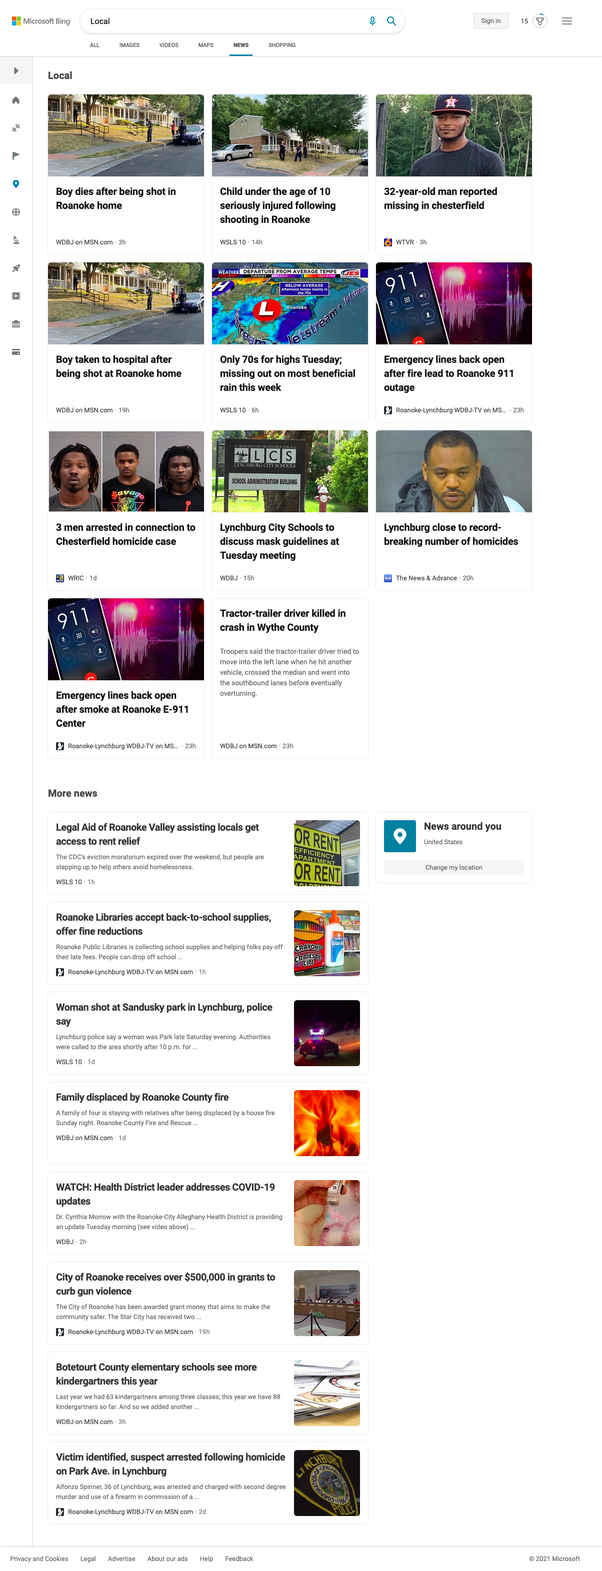 Microsoft Bing
Local
Sign in
15
ALL IMAGES VIDEOS MAPS NEWS SHOPPING
Local
Boy dies after being shot in
Roanoke home
WDBJ on MSN.com · 3h
Child under the age of 10
seriously injured following
shooting in Roanoke
WSLS 10 · 14h
32-year-old man reported
missing in chesterfield
WTVR · 3h
Boy taken to hospital after
being shot at Roanoke home
WDBJ on MSN.com · 19h
WEATHER DEPARTURE FROM AVERAGE TEMPS
BELOW AVERAGE
H
L
Roanoke
Jetstream
Only 70s for highs Tuesday;
missing out on most beneficial
rain this week
WSLS 10 · 6h
911
Emergency lines back open
after fire lead to Roanoke 911
outage
Roanoke-Lynchburg WDBJ-TV on MS... · 23h
Savage
3 men arrested in connection to
Chesterfield homicide case
WRIC · 1d
LCS
LYNCHBURG CITY SCHOOLS
SCHOOL ADMINISTRATION BUILDING
Lynchburg City Schools to
discuss mask guidelines at
Tuesday meeting
WDBJ · 15h
Lynchburg close to record-
breaking number of homicides
The News & Advance · 20h
911
Emergency lines back open
after smoke at Roanoke E-911
Center
Roanoke-Lynchburg WDBJ-TV on MS... · 23h
Tractor-trailer driver killed in
crash in Wythe County
Troopers said the tractor-trailer driver tried to
move into the left lane when he hit another
vehicle, crossed the median and went into
the southbound lanes before eventually
overturning.
WDBJ on MSN.com · 23h
More news
Legal Aid of Roanoke Valley assisting locals get
access to rent relief
The CDC's eviction moratorium expired over the weekend, but people are
stepping up to help others avoid homelessness.
WSLS 10 · 1h
OR RENT
EFFICIENCY
APARTMENT
OR RENT
News around you
United States
Change my location
Roanoke Libraries accept back-to-school supplies,
offer fine reductions
Roanoke Public Libraries is collecting school supplies and helping folks pay off
their late fees. People can drop off school ...
Roanoke-Lynchburg WDBJ-TV on MSN.com · 1h
CRAYONS
Woman shot at Sandusky park in Lynchburg, police
say
Lynchburg police say a woman was Park late Saturday evening. Authorities
were called to the area shortly after 10 p.m. for ...
WSLS 10 · 1d
Family displaced by Roanoke County fire
A family of four is staying with relatives after being displaced by a house fire
Sunday night. Roanoke County Fire and Rescue ...
WDBJ on MSN.com · 1d
WATCH: Health District leader addresses COVID-19
updates
Dr. Cynthia Morrow with the Roanoke-City Alleghany Health District is providing
an update Tuesday morning (see video above) ...
WDBJ · 2h
City of Roanoke receives over $500,000 in grants to
curb gun violence
The City of Roanoke has been awarded grant money that aims to make the
community safer. The Star City has received two ...
Roanoke-Lynchburg WDBJ-TV on MSN.com · 19h
Botetourt County elementary schools see more
kindergartners this year
Last year we had 63 kindergartners among three classes; this year we have 88
kindergartners so far. And so we added another ...
WDBJ on MSN.com · 3h
Victim identified, suspect arrested following homicide
on Park Ave. in Lynchburg
Alfonzo Spinner, 36 of Lynchburg, was arrested and charged with second degree
murder and use of a firearm in commission of a ...
Roanoke-Lynchburg WDBJ-TV on MSN.com · 2d
LYNCHBURG
POLICE
Privacy and Cookies Legal Advertise About our ads Help Feedback © 2021 Microsoft